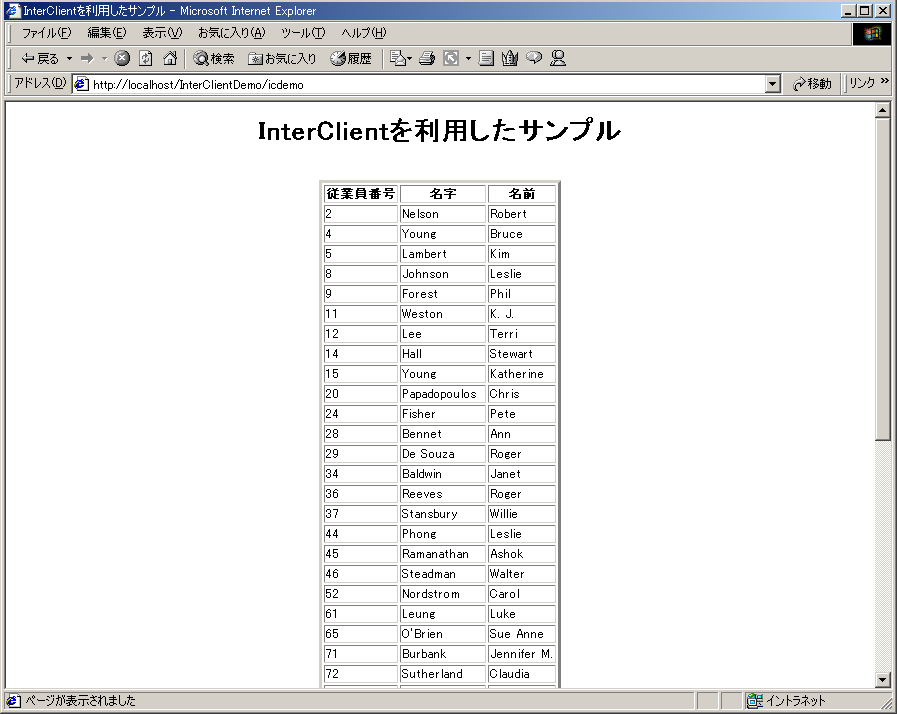 InterClientを利用したサンプル - Microsoft Internet Explorer
ファイル(F) 編集(E) 表示(V) お気に入り(A) ツール(T) ヘルプ(H)
戻る 検索 お気に入り 履歴
アドレス(D) http://localhost/InterClientDemo/icdemo 移動 リンク »
InterClientを利用したサンプル
従業員番号 名字 名前
2 Nelson Robert
4 Young Bruce
5 Lambert Kim
8 Johnson Leslie
9 Forest Phil
11 Weston K. J.
12 Lee Terri
14 Hall Stewart
15 Young Katherine
20 Papadopoulos Chris
24 Fisher Pete
28 Bennet Ann
29 De Souza Roger
34 Baldwin Janet
36 Reeves Roger
37 Stansbury Willie
44 Phong Leslie
45 Ramanathan Ashok
46 Steadman Walter
52 Nordstrom Carol
61 Leung Luke
65 O'Brien Sue Anne
71 Burbank Jennifer M.
72 Sutherland Claudia
ページが表示されました イントラネット